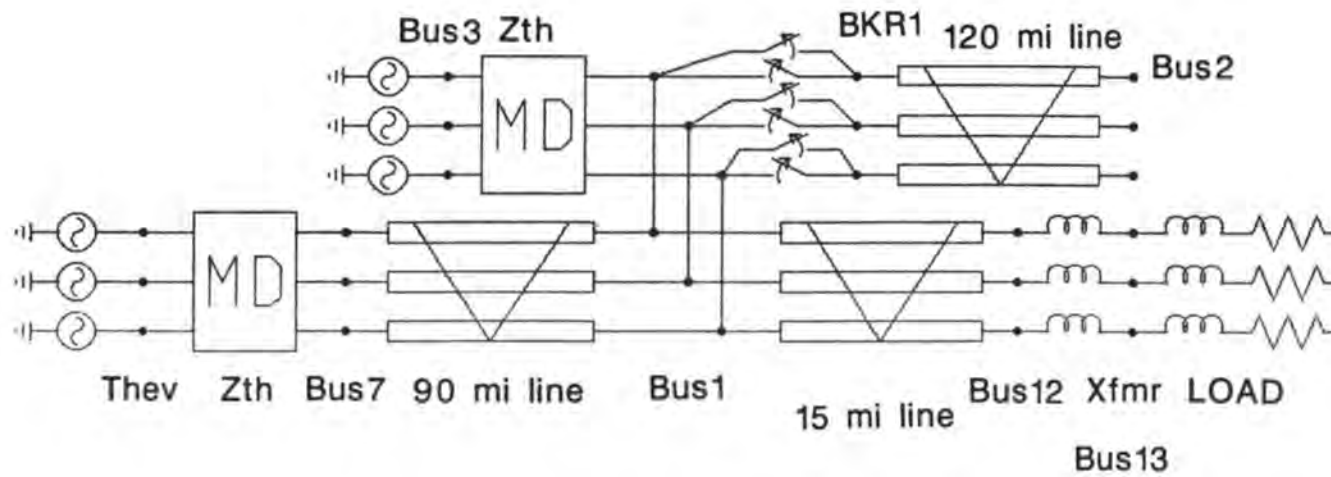 Bus3 Zth
BKR1
120 mi line
Bus2
MD
MD
Thev
Zth
Bus7
90 mi line
Bus1
15 mi line
Bus12
Xfmr
LOAD
Bus13